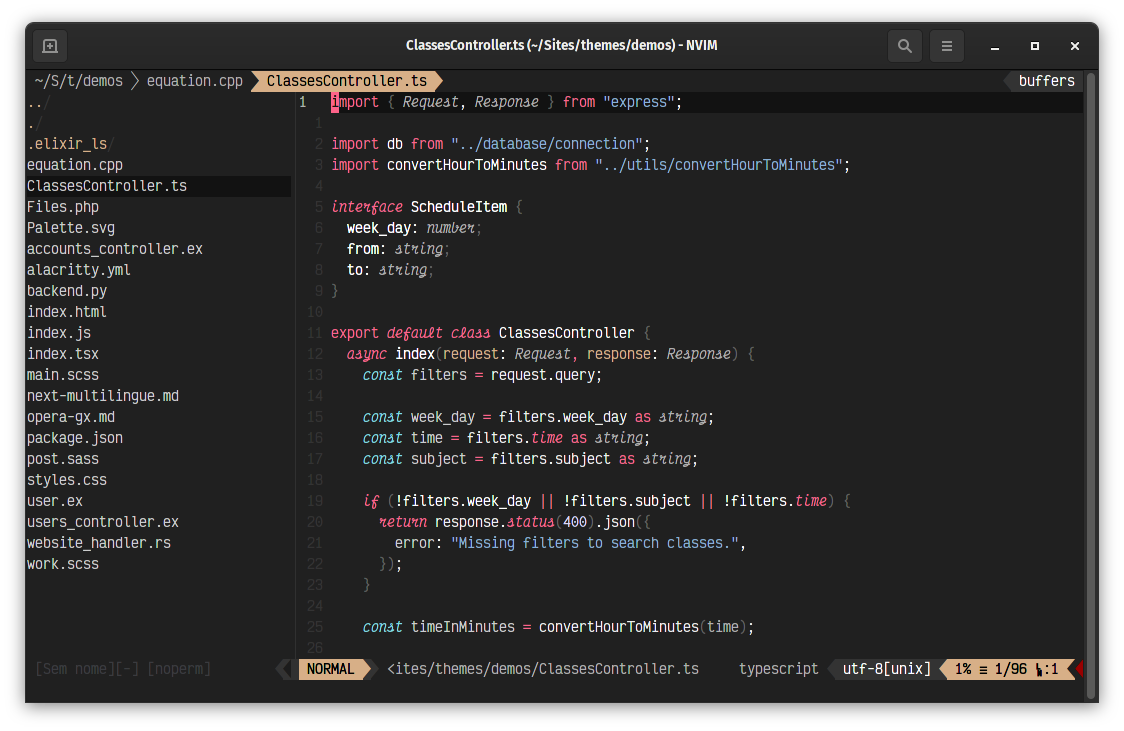 ClassesController.ts (~/Sites/themes/demos) - NVIM
~/S/t/demos equation.cpp ClassesController.ts buffers
../
./
.elixir_ls/
equation.cpp
ClassesController.ts
Files.php
Palette.svg
accounts_controller.ex
alacritty.yml
backend.py
index.html
index.js
index.tsx
main.scss
next-multilingue.md
opera-gx.md
package.json
post.sass
styles.css
user.ex
users_controller.ex
website_handler.rs
work.scss
1 import { Request, Response } from "express";
1
2 import db from "../database/connection";
3 import convertHourToMinutes from "../utils/convertHourToMinutes";
4
5 interface ScheduleItem {
6 week_day: number;
7 from: string;
8 to: string;
9 }
10
11 export default class ClassesController {
12 async index(request: Request, response: Response) {
13 const filters = request.query;
14
15 const week_day = filters.week_day as string;
16 const time = filters.time as string;
17 const subject = filters.subject as string;
18
19 if (!filters.week_day || !filters.subject || !filters.time) {
20 return response.status(400).json({
21 error: "Missing filters to search classes.",
22 });
23 }
24
25 const timeInMinutes = convertHourToMinutes(time);
26
[Sem nome][-] [noperm]
NORMAL <ites/themes/demos/ClassesController.ts typescript utf-8[unix] 1% ≡ 1/96 :1